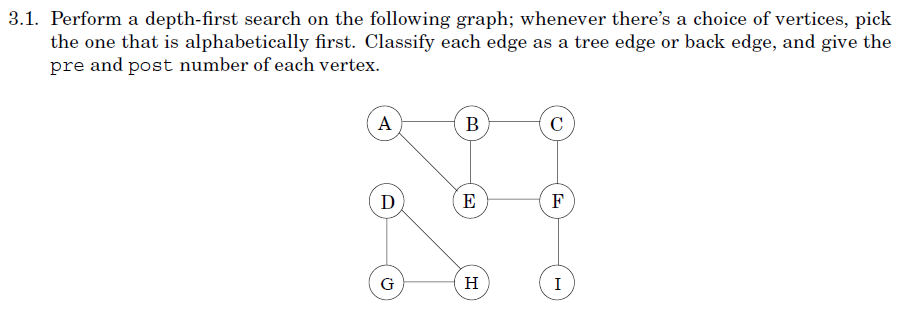 3.1. Perform a depth-first search on the following graph; whenever there's a choice of vertices, pick
the one that is alphabetically first. Classify each edge as a tree edge or back edge, and give the
pre and post number of each vertex.
A B C
D E F
G H I